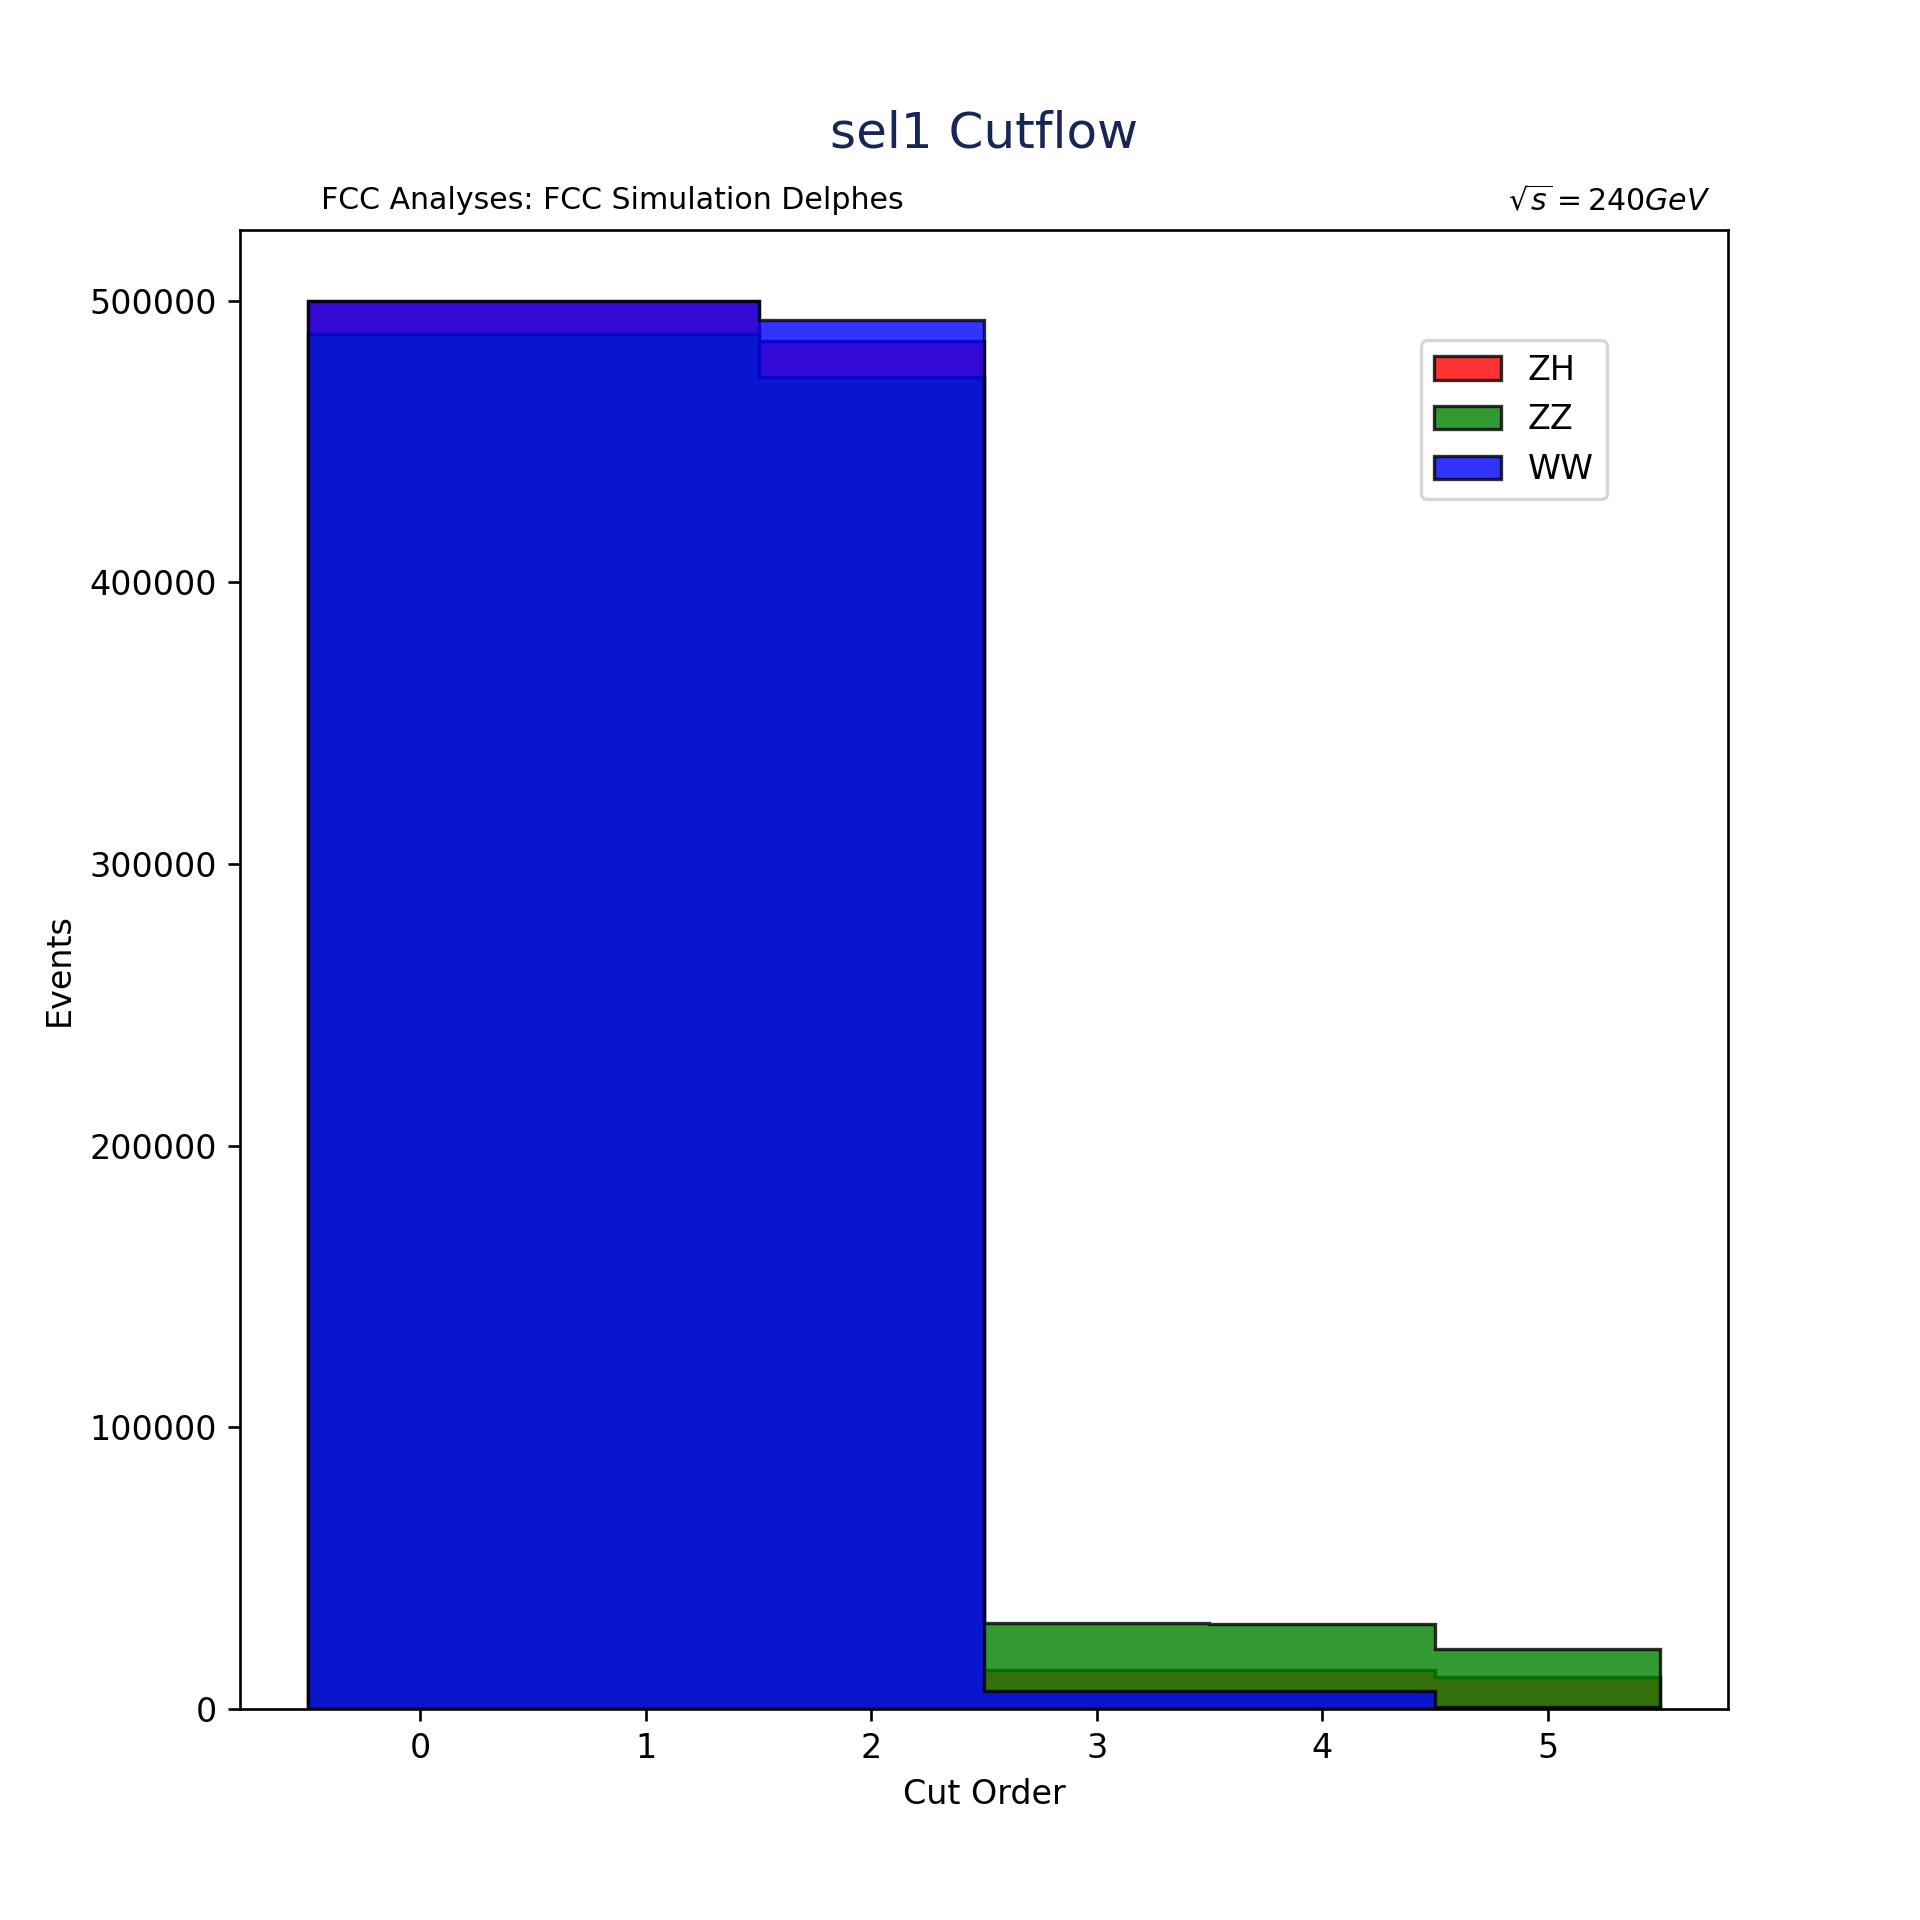 sel1 Cutflow
FCC Analyses: FCC Simulation Delphes
√s = 240GeV
500000
400000
300000
200000
100000
0
Events
ZH
ZZ
WW
0 1 2 3 4 5
Cut Order